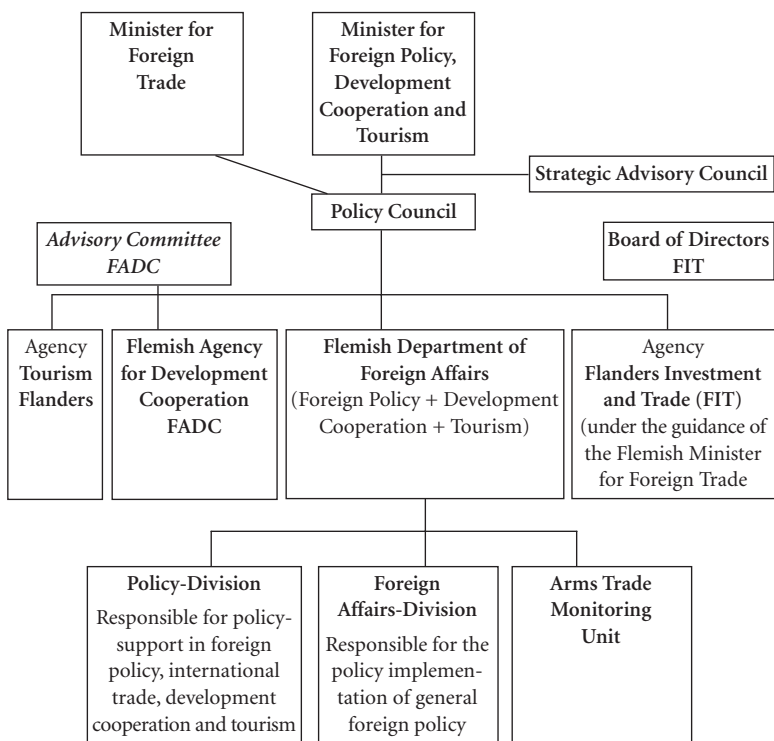 Minister for
Foreign
Trade
Minister for
Foreign Policy,
Development
Cooperation and
Tourism
Strategic Advisory Council
Policy Council
Advisory Committee
FADC
Board of Directors
FIT
Agency
Tourism
Flanders
Flemish Agency
for Development
Cooperation
FADC
Flemish Department of
Foreign Affairs
(Foreign Policy + Development
Cooperation + Tourism)
Agency
Flanders Investment
and Trade (FIT)
(under the guidance of
the Flemish Minister
for Foreign Trade
Policy-Division
Responsible for policy-
support in foreign
policy, international
trade, development
cooperation and tourism
Foreign
Affairs-Division
Responsible for the
policy implemen-
tation of general
foreign policy
Arms Trade
Monitoring
Unit